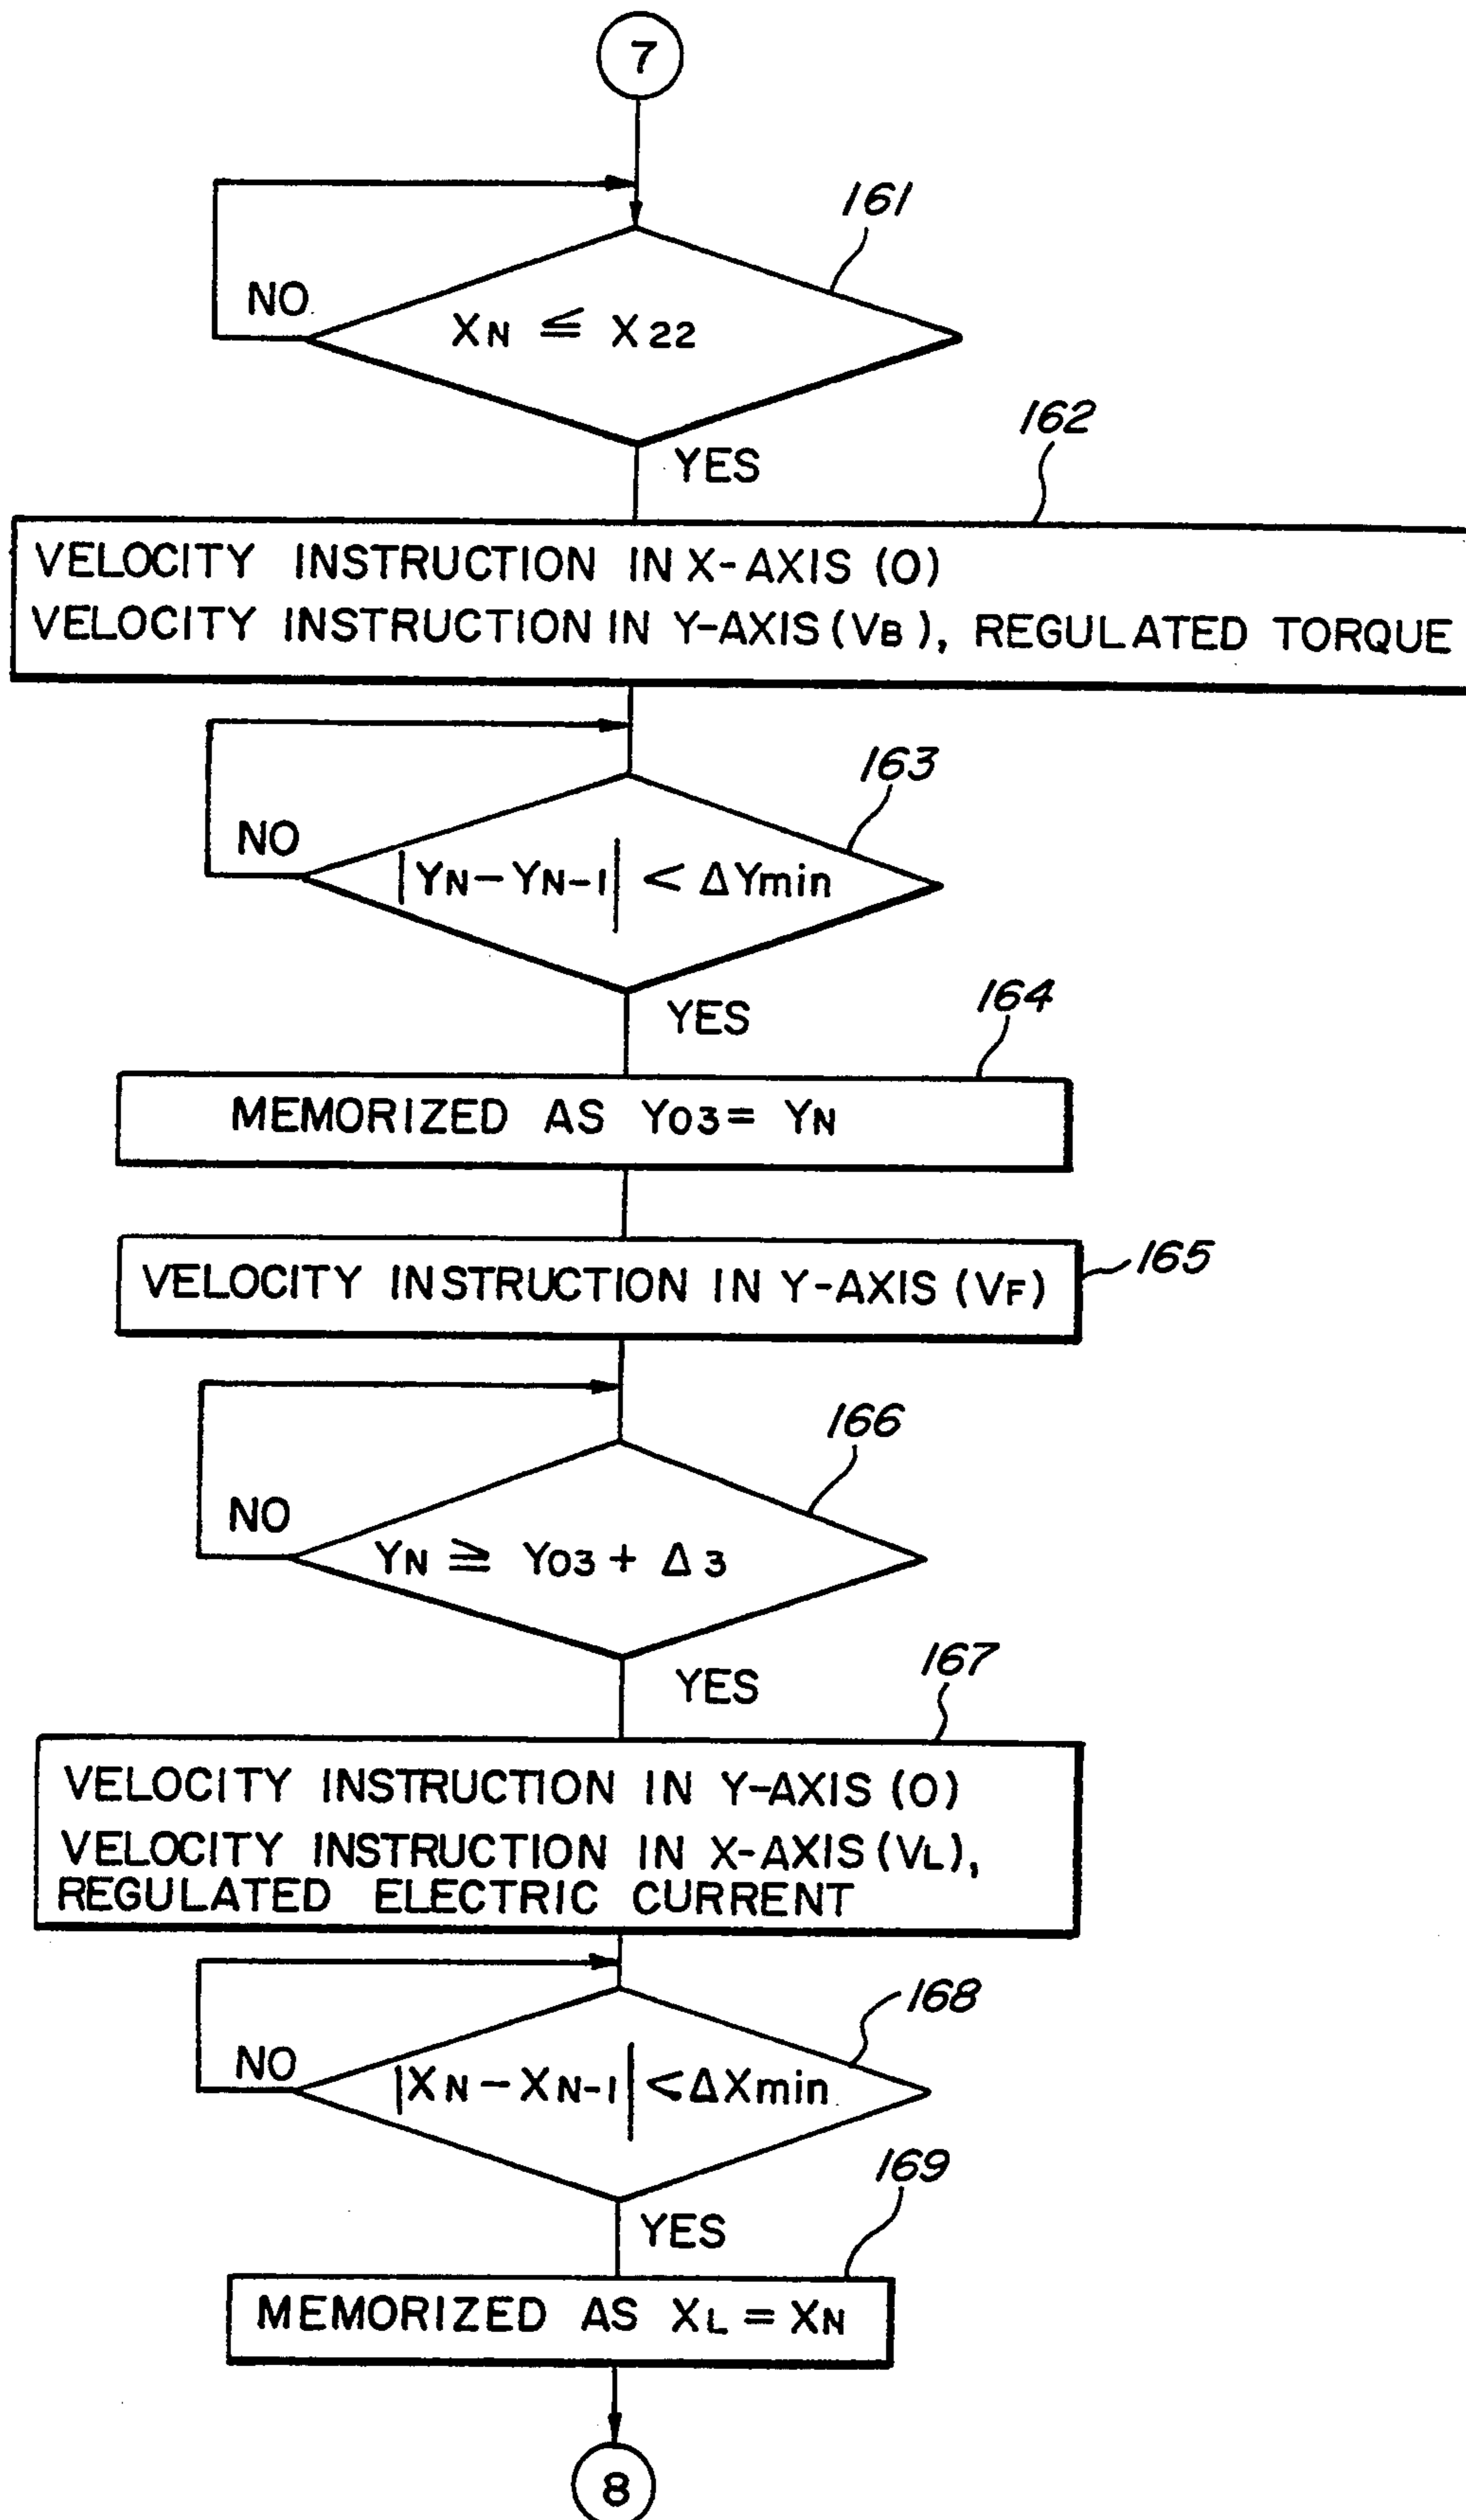 7
161
NO
XN ≦ X22
YES
162
VELOCITY INSTRUCTION IN X-AXIS (O)
VELOCITY INSTRUCTION IN Y-AXIS (VB), REGULATED TORQUE
163
NO
|YN-YN-1| < ΔYmin
YES
164
MEMORIZED AS Y03= YN
165
VELOCITY INSTRUCTION IN Y-AXIS (VF)
166
NO
YN ≧ Y03 + Δ3
YES
167
VELOCITY INSTRUCTION IN Y-AXIS (O)
VELOCITY INSTRUCTION IN X-AXIS (VL),
REGULATED ELECTRIC CURRENT
168
NO
|XN-XN-1| < ΔXmin
YES
169
MEMORIZED AS XL = XN
8